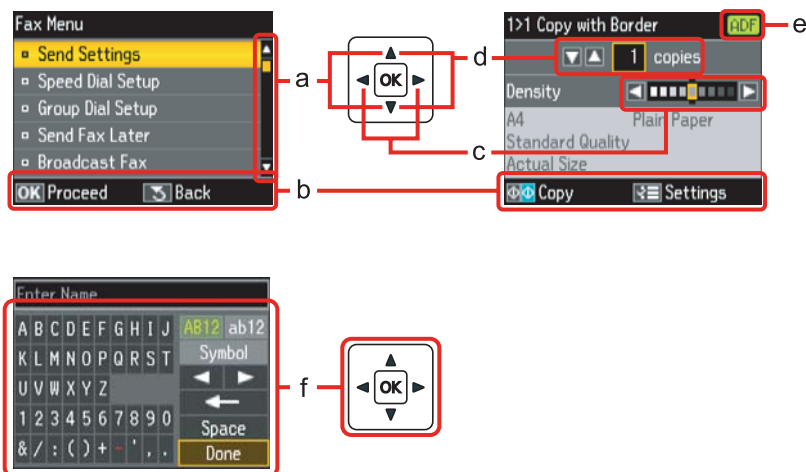 Fax Menu
Send Settings
Speed Dial Setup
Group Dial Setup
Send Fax Later
Broadcast Fax
OK Proceed Back
a
b
OK
c
d
1>1 Copy with Border ADF
1 copies
Density
A4 Plain Paper
Standard Quality
Actual Size
Copy Settings
e
Enter Name
A B C D E F G H I J AB12 ab12
K L M N O P Q R S T Symbol
U V W X Y Z
1 2 3 4 5 6 7 8 9 0 Space
& / : ( ) + - ' , . Done
f
OK